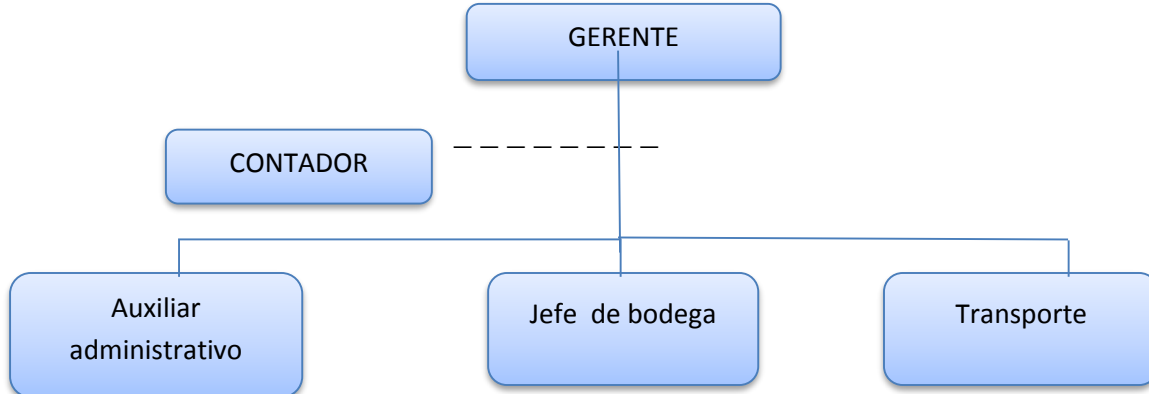 GERENTE
CONTADOR
Auxiliar
administrativo
Jefe de bodega
Transporte